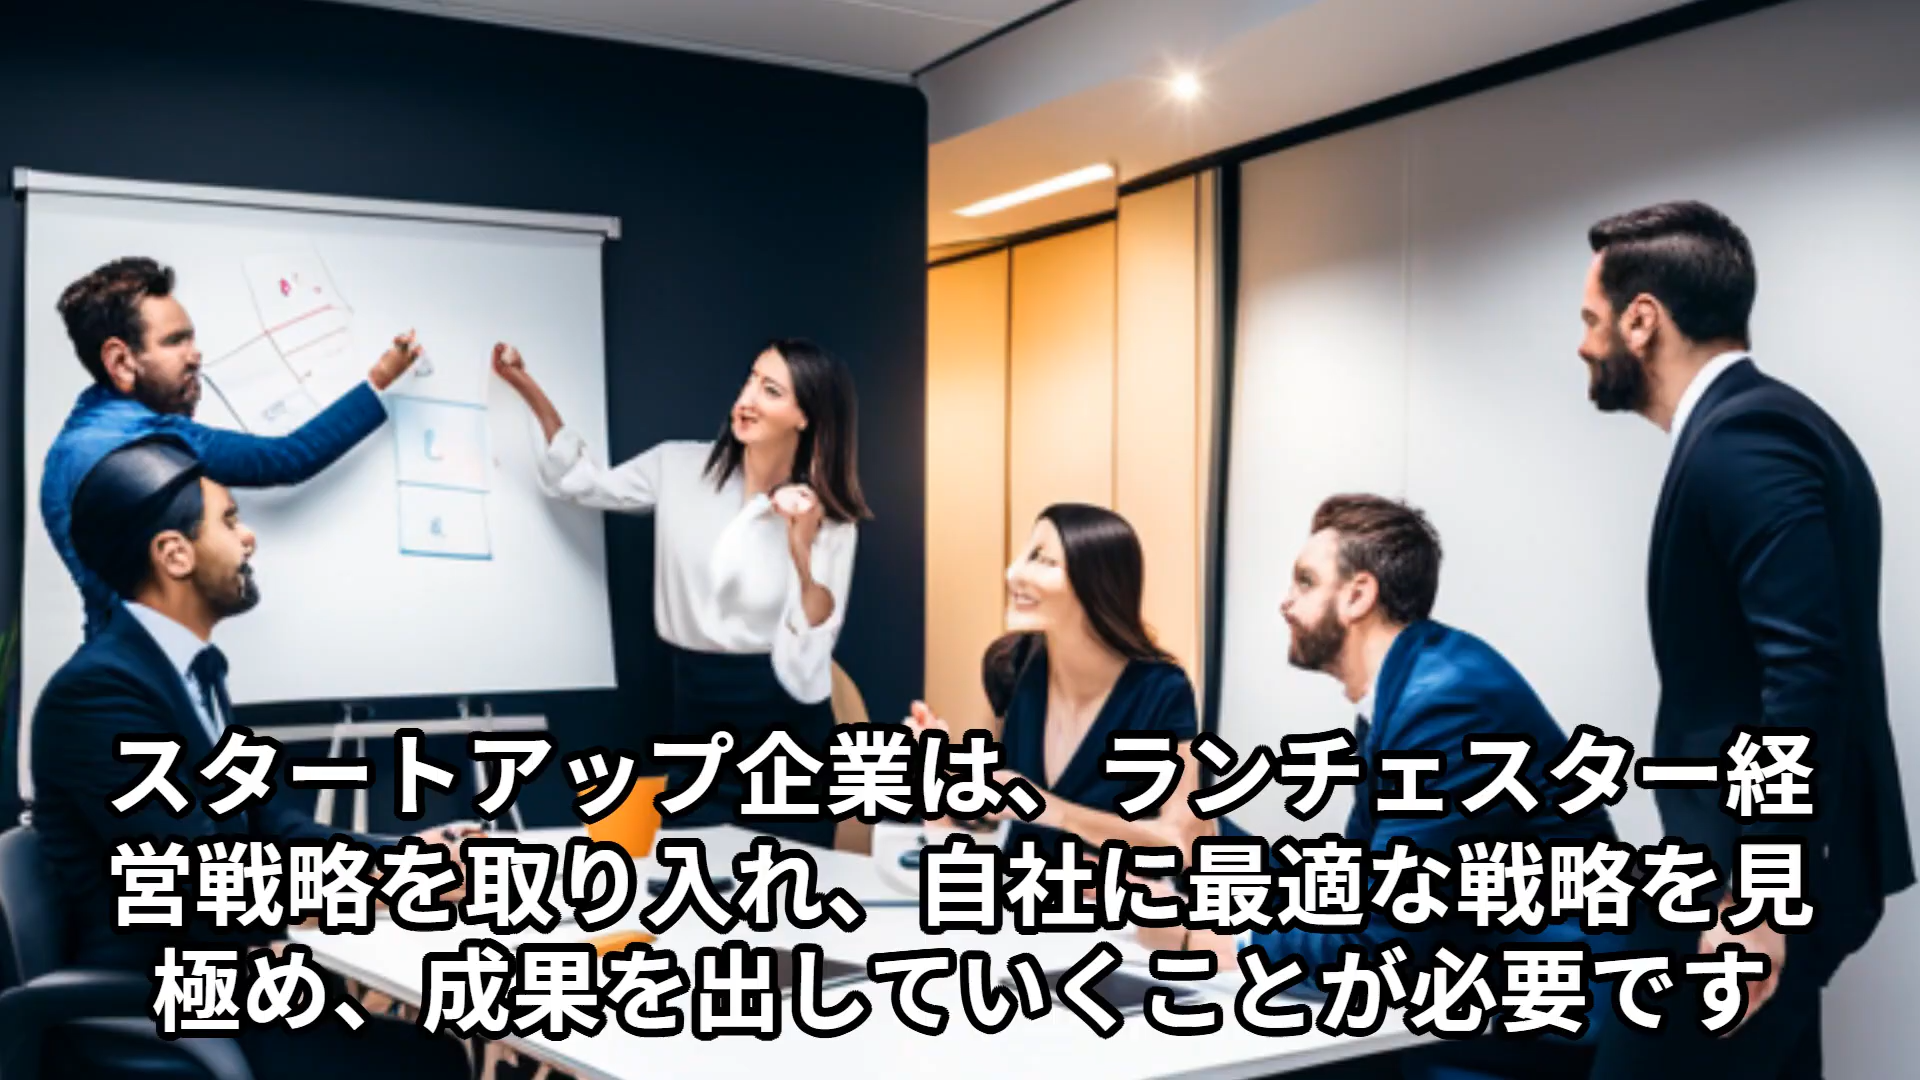 スタートアップ企業は、ランチェスター経
営戦略を取り入れ、自社に最適な戦略を見
極め、成果を出していくことが必要です